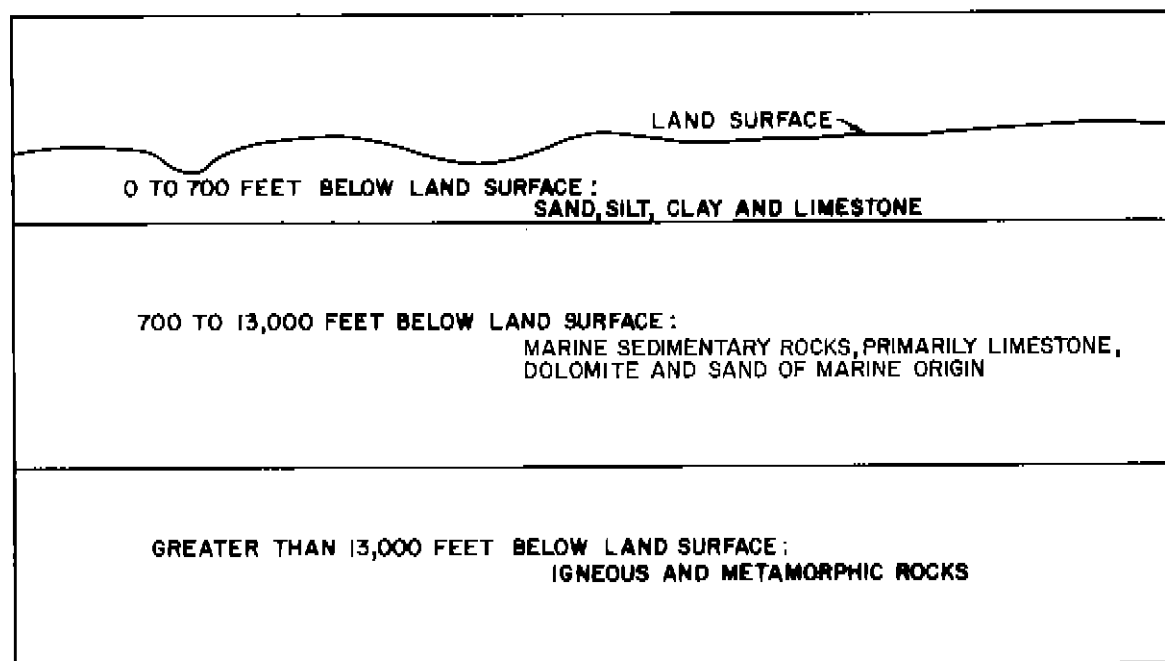 LAND SURFACE
0 TO 700 FEET BELOW LAND SURFACE:
SAND, SILT, CLAY AND LIMESTONE
700 TO 13,000 FEET BELOW LAND SURFACE:
MARINE SEDIMENTARY ROCKS, PRIMARILY LIMESTONE,
DOLOMITE AND SAND OF MARINE ORIGIN
GREATER THAN 13,000 FEET BELOW LAND SURFACE:
IGNEOUS AND METAMORPHIC ROCKS